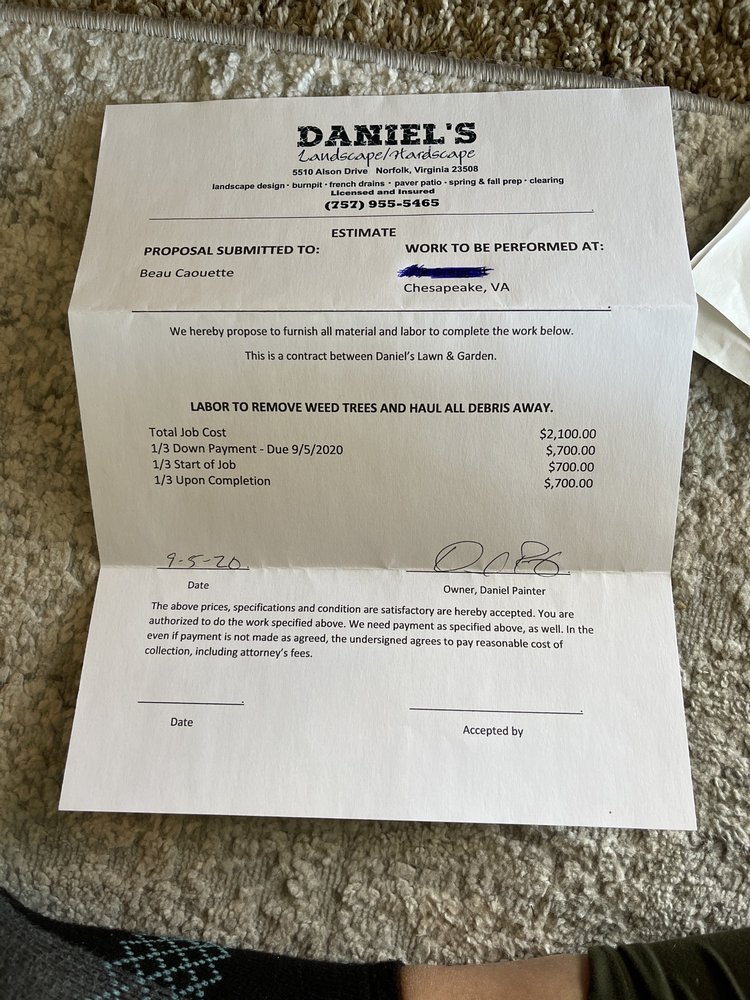 DANIEL'S
Landscape/Hardscape
5510 Alson Drive Norfolk, Virginia 23508
landscape design · burnpit · french drains · paver patio · spring & fall prep · clearing
Licensed and Insured
(757) 955-5465
ESTIMATE
PROPOSAL SUBMITTED TO: WORK TO BE PERFORMED AT:
Beau Caouette
Chesapeake, VA
We hereby propose to furnish all material and labor to complete the work below.
This is a contract between Daniel's Lawn & Garden.
LABOR TO REMOVE WEED TREES AND HAUL ALL DEBRIS AWAY.
Total Job Cost $2,100.00
1/3 Down Payment - Due 9/5/2020 $,700.00
1/3 Start of Job $700.00
1/3 Upon Completion $,700.00
9-5-20
Date Owner, Daniel Painter
The above prices, specifications and condition are satisfactory are hereby accepted. You are
authorized to do the work specified above. We need payment as specified above, as well. In the
even if payment is not made as agreed, the undersigned agrees to pay reasonable cost of
collection, including attorney's fees.
Date Accepted by